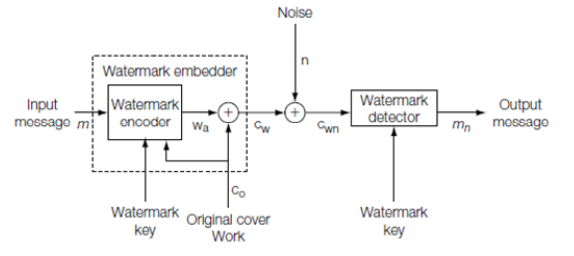 Noise
n
Watermark embedder
Input
message m
Watermark
encoder
wa
+
cw
+
cwn
Watermark
detector
mn
Output
message
co
Watermark
key
Original cover
Work
Watermark
key